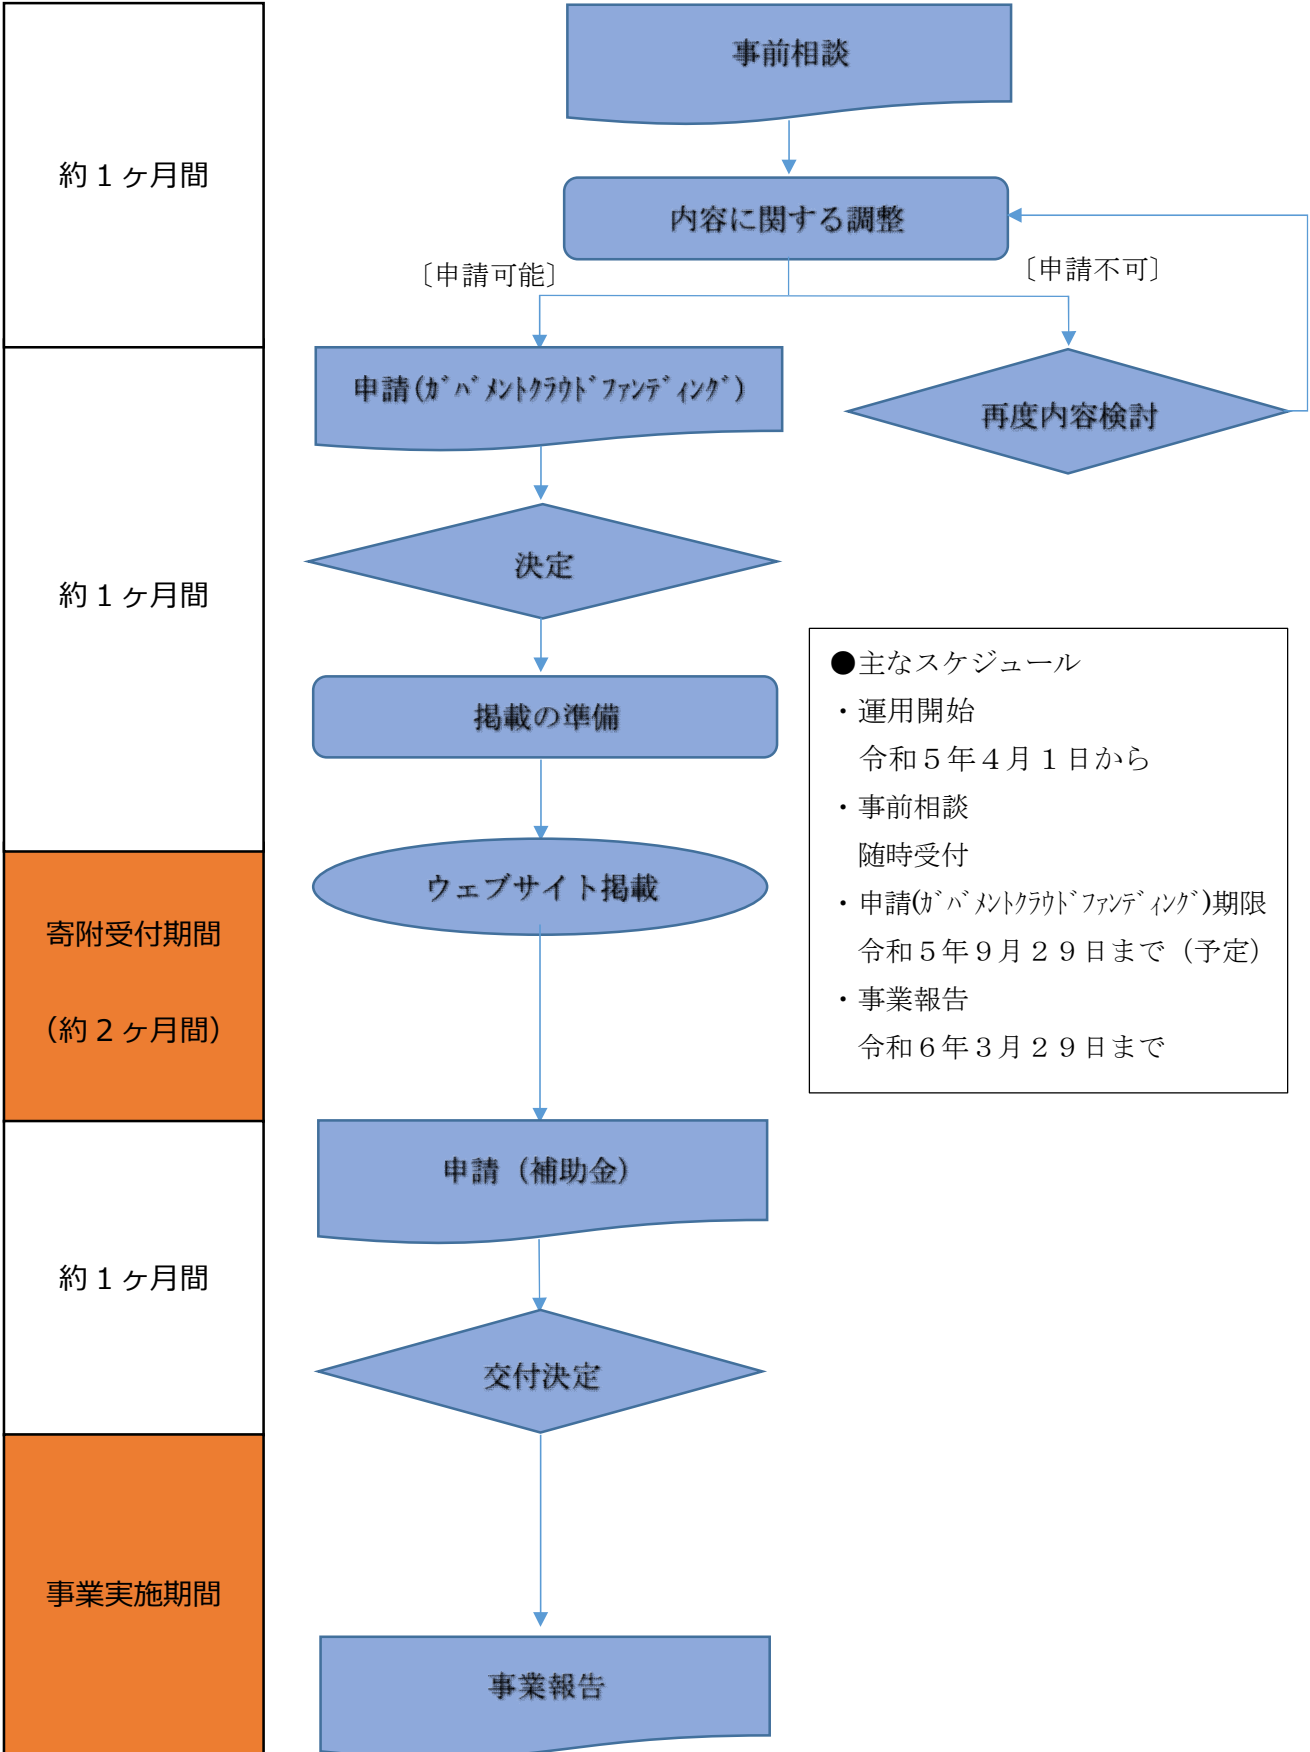 事前相談
約１ヶ月間
内容に関する調整
〔申請可能〕
〔申請不可〕
申請(ｶﾞﾊﾞﾒﾝﾄｸﾗｳﾄﾞﾌｧﾝﾃﾞｨﾝｸﾞ)
再度内容検討
決定
約１ヶ月間
掲載の準備
●主なスケジュール
・運用開始
令和５年４月１日から
・事前相談
随時受付
・申請(ｶﾞﾊﾞﾒﾝﾄｸﾗｳﾄﾞﾌｧﾝﾃﾞｨﾝｸﾞ)期限
令和５年９月２９日まで（予定）
・事業報告
令和６年３月２９日まで
ウェブサイト掲載
寄附受付期間
（約２ヶ月間）
申請（補助金）
約１ヶ月間
交付決定
事業実施期間
事業報告